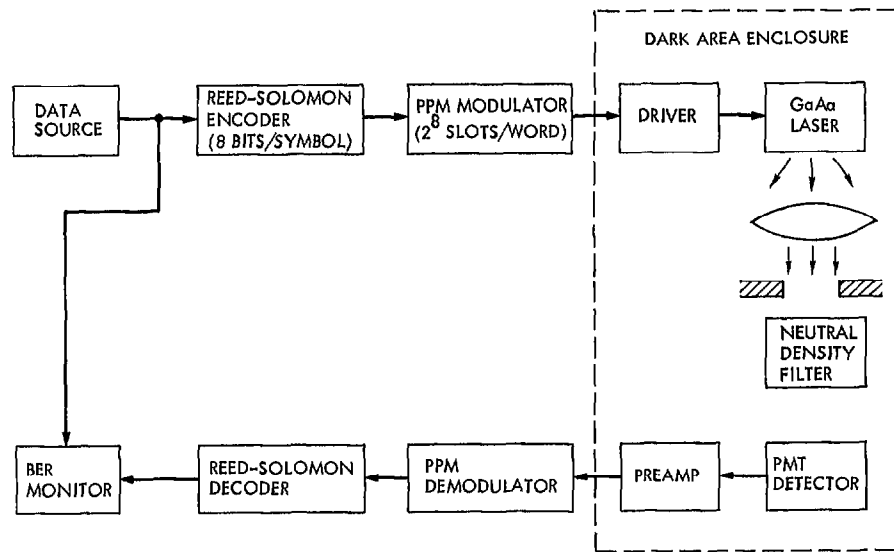 DARK AREA ENCLOSURE
DATA
SOURCE
REED-SOLOMON
ENCODER
(8 BITS/SYMBOL)
PPM MODULATOR
(2⁸ SLOTS/WORD)
DRIVER
GaAa
LASER
NEUTRAL
DENSITY
FILTER
BER
MONITOR
REED-SOLOMON
DECODER
PPM
DEMODULATOR
PREAMP
PMT
DETECTOR